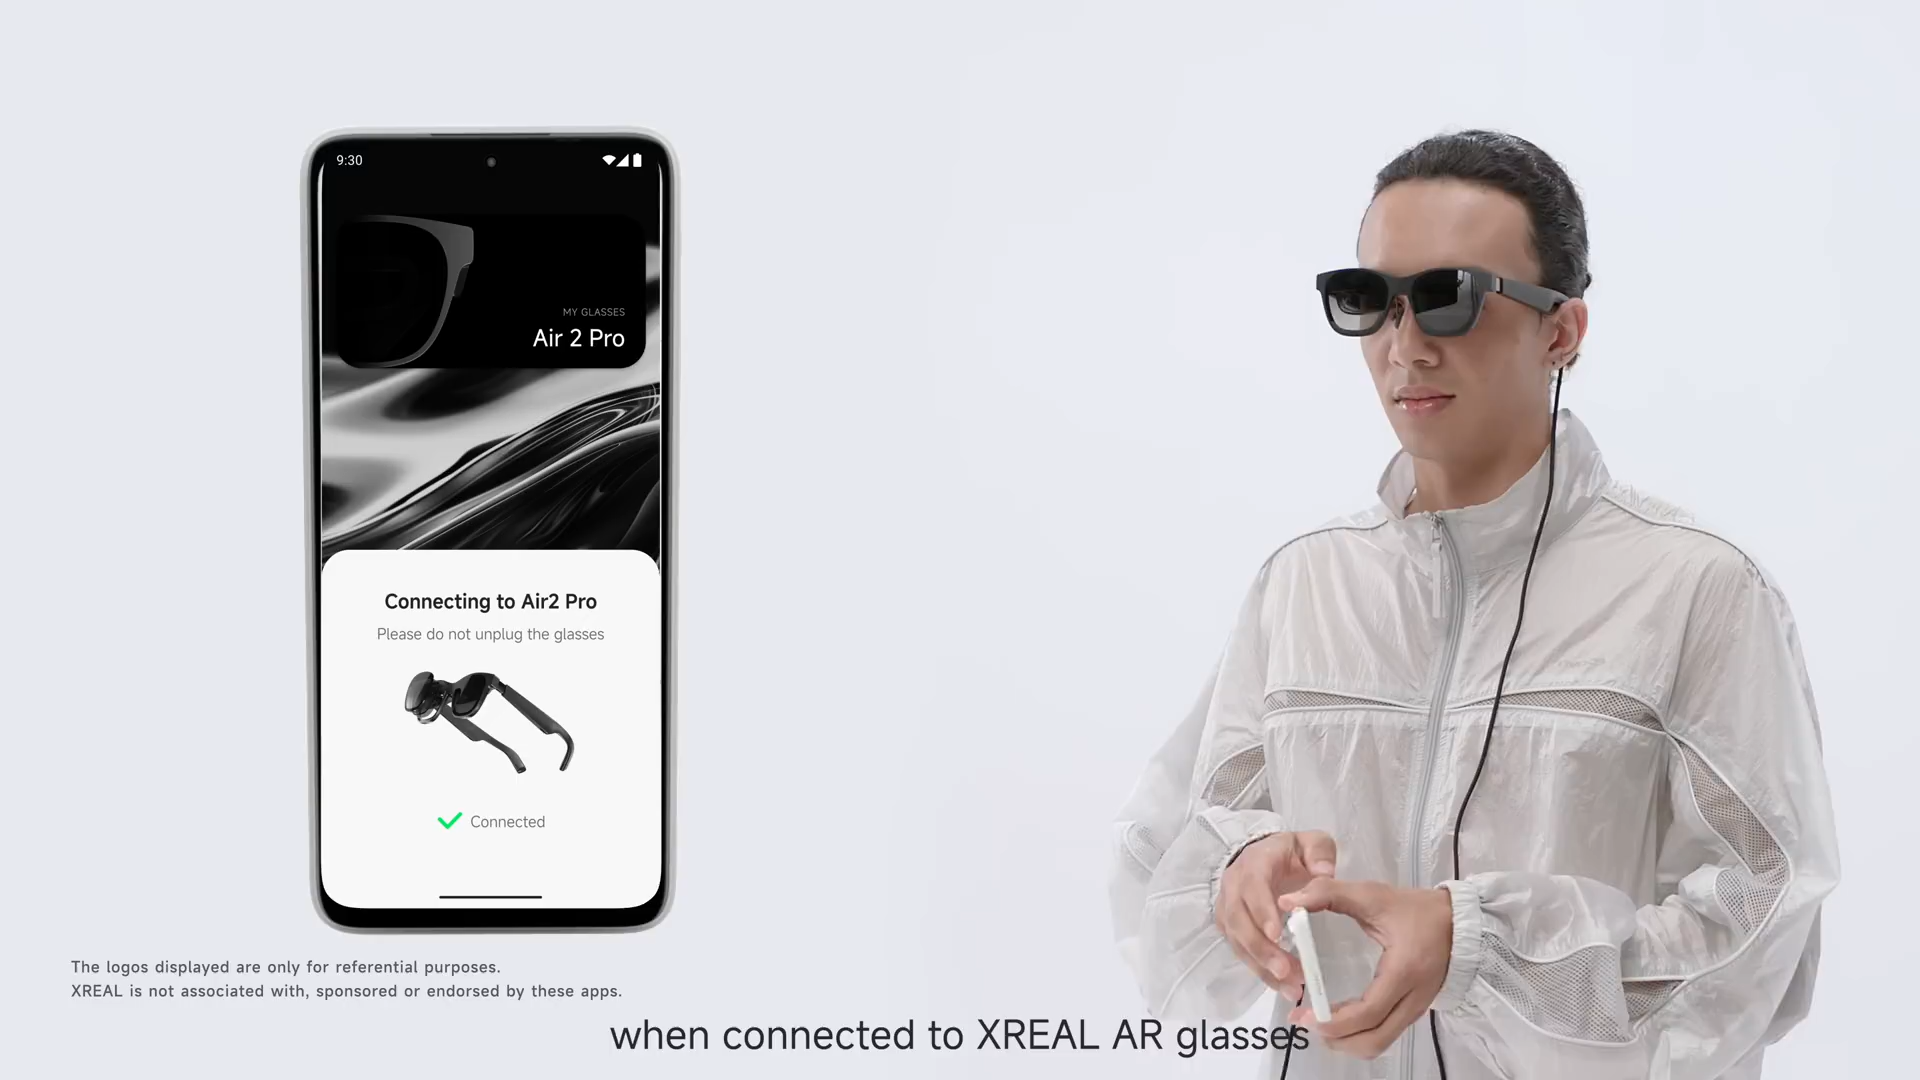 9:30
MY GLASSES
Air 2 Pro
Connecting to Air2 Pro
Please do not unplug the glasses
Connected
The logos displayed are only for referential purposes.
XREAL is not associated with, sponsored or endorsed by these apps.
when connected to XREAL AR glasses